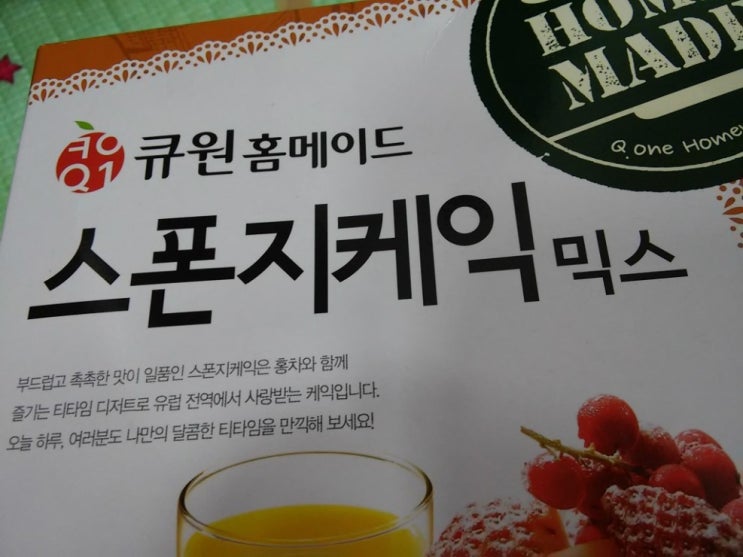 HOME
MADE
Q.one
큐원
Q1
큐원 홈메이드
스폰지케익 믹스
부드럽고 촉촉한 맛이 일품인 스폰지케익은 홍차와 함께
즐기는 티타임 디저트로 유럽 전역에서 사랑받는 케익입니다.
오늘 하루, 여러분도 나만의 달콤한 티타임을 만끽해 보세요!